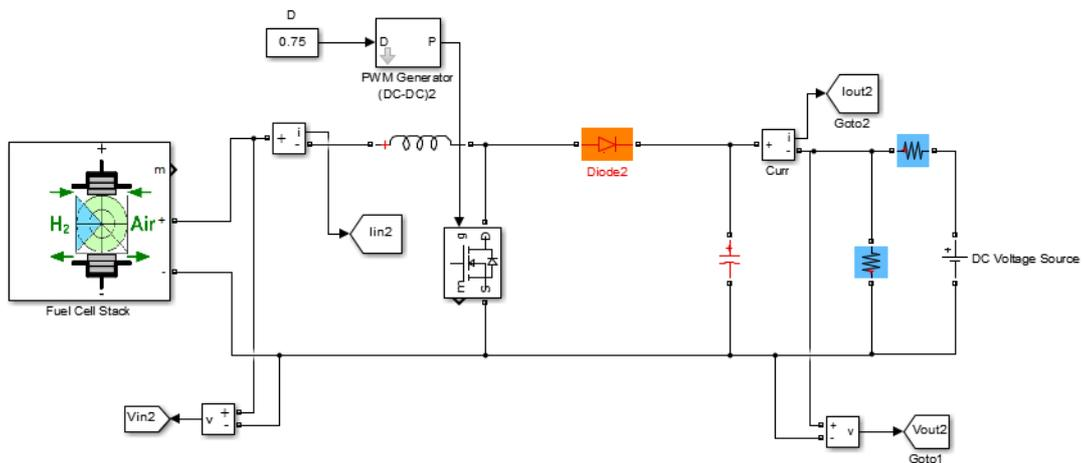 D
0.75
D
P
PWM Generator
(DC-DC)2
+
i
-
Iout2
Goto2
+
i
-
Curr
Diode2
+
m
+
-
H2
Air
-
Fuel Cell Stack
Iin2
g
D
m
S
+
+
DC Voltage Source
Vin2
v
+
-
+
-
v
Vout2
Goto1